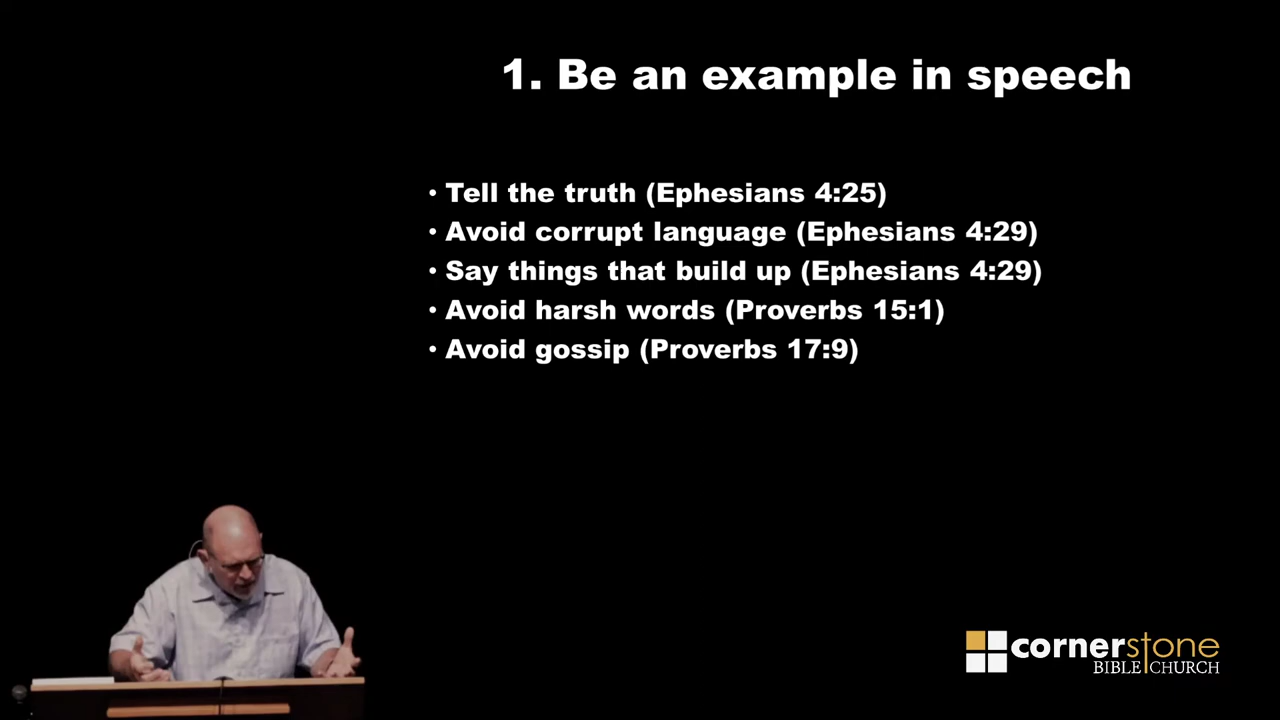 1. Be an example in speech
• Tell the truth (Ephesians 4:25)
• Avoid corrupt language (Ephesians 4:29)
• Say things that build up (Ephesians 4:29)
• Avoid harsh words (Proverbs 15:1)
• Avoid gossip (Proverbs 17:9)
cornerstone
BIBLE CHURCH